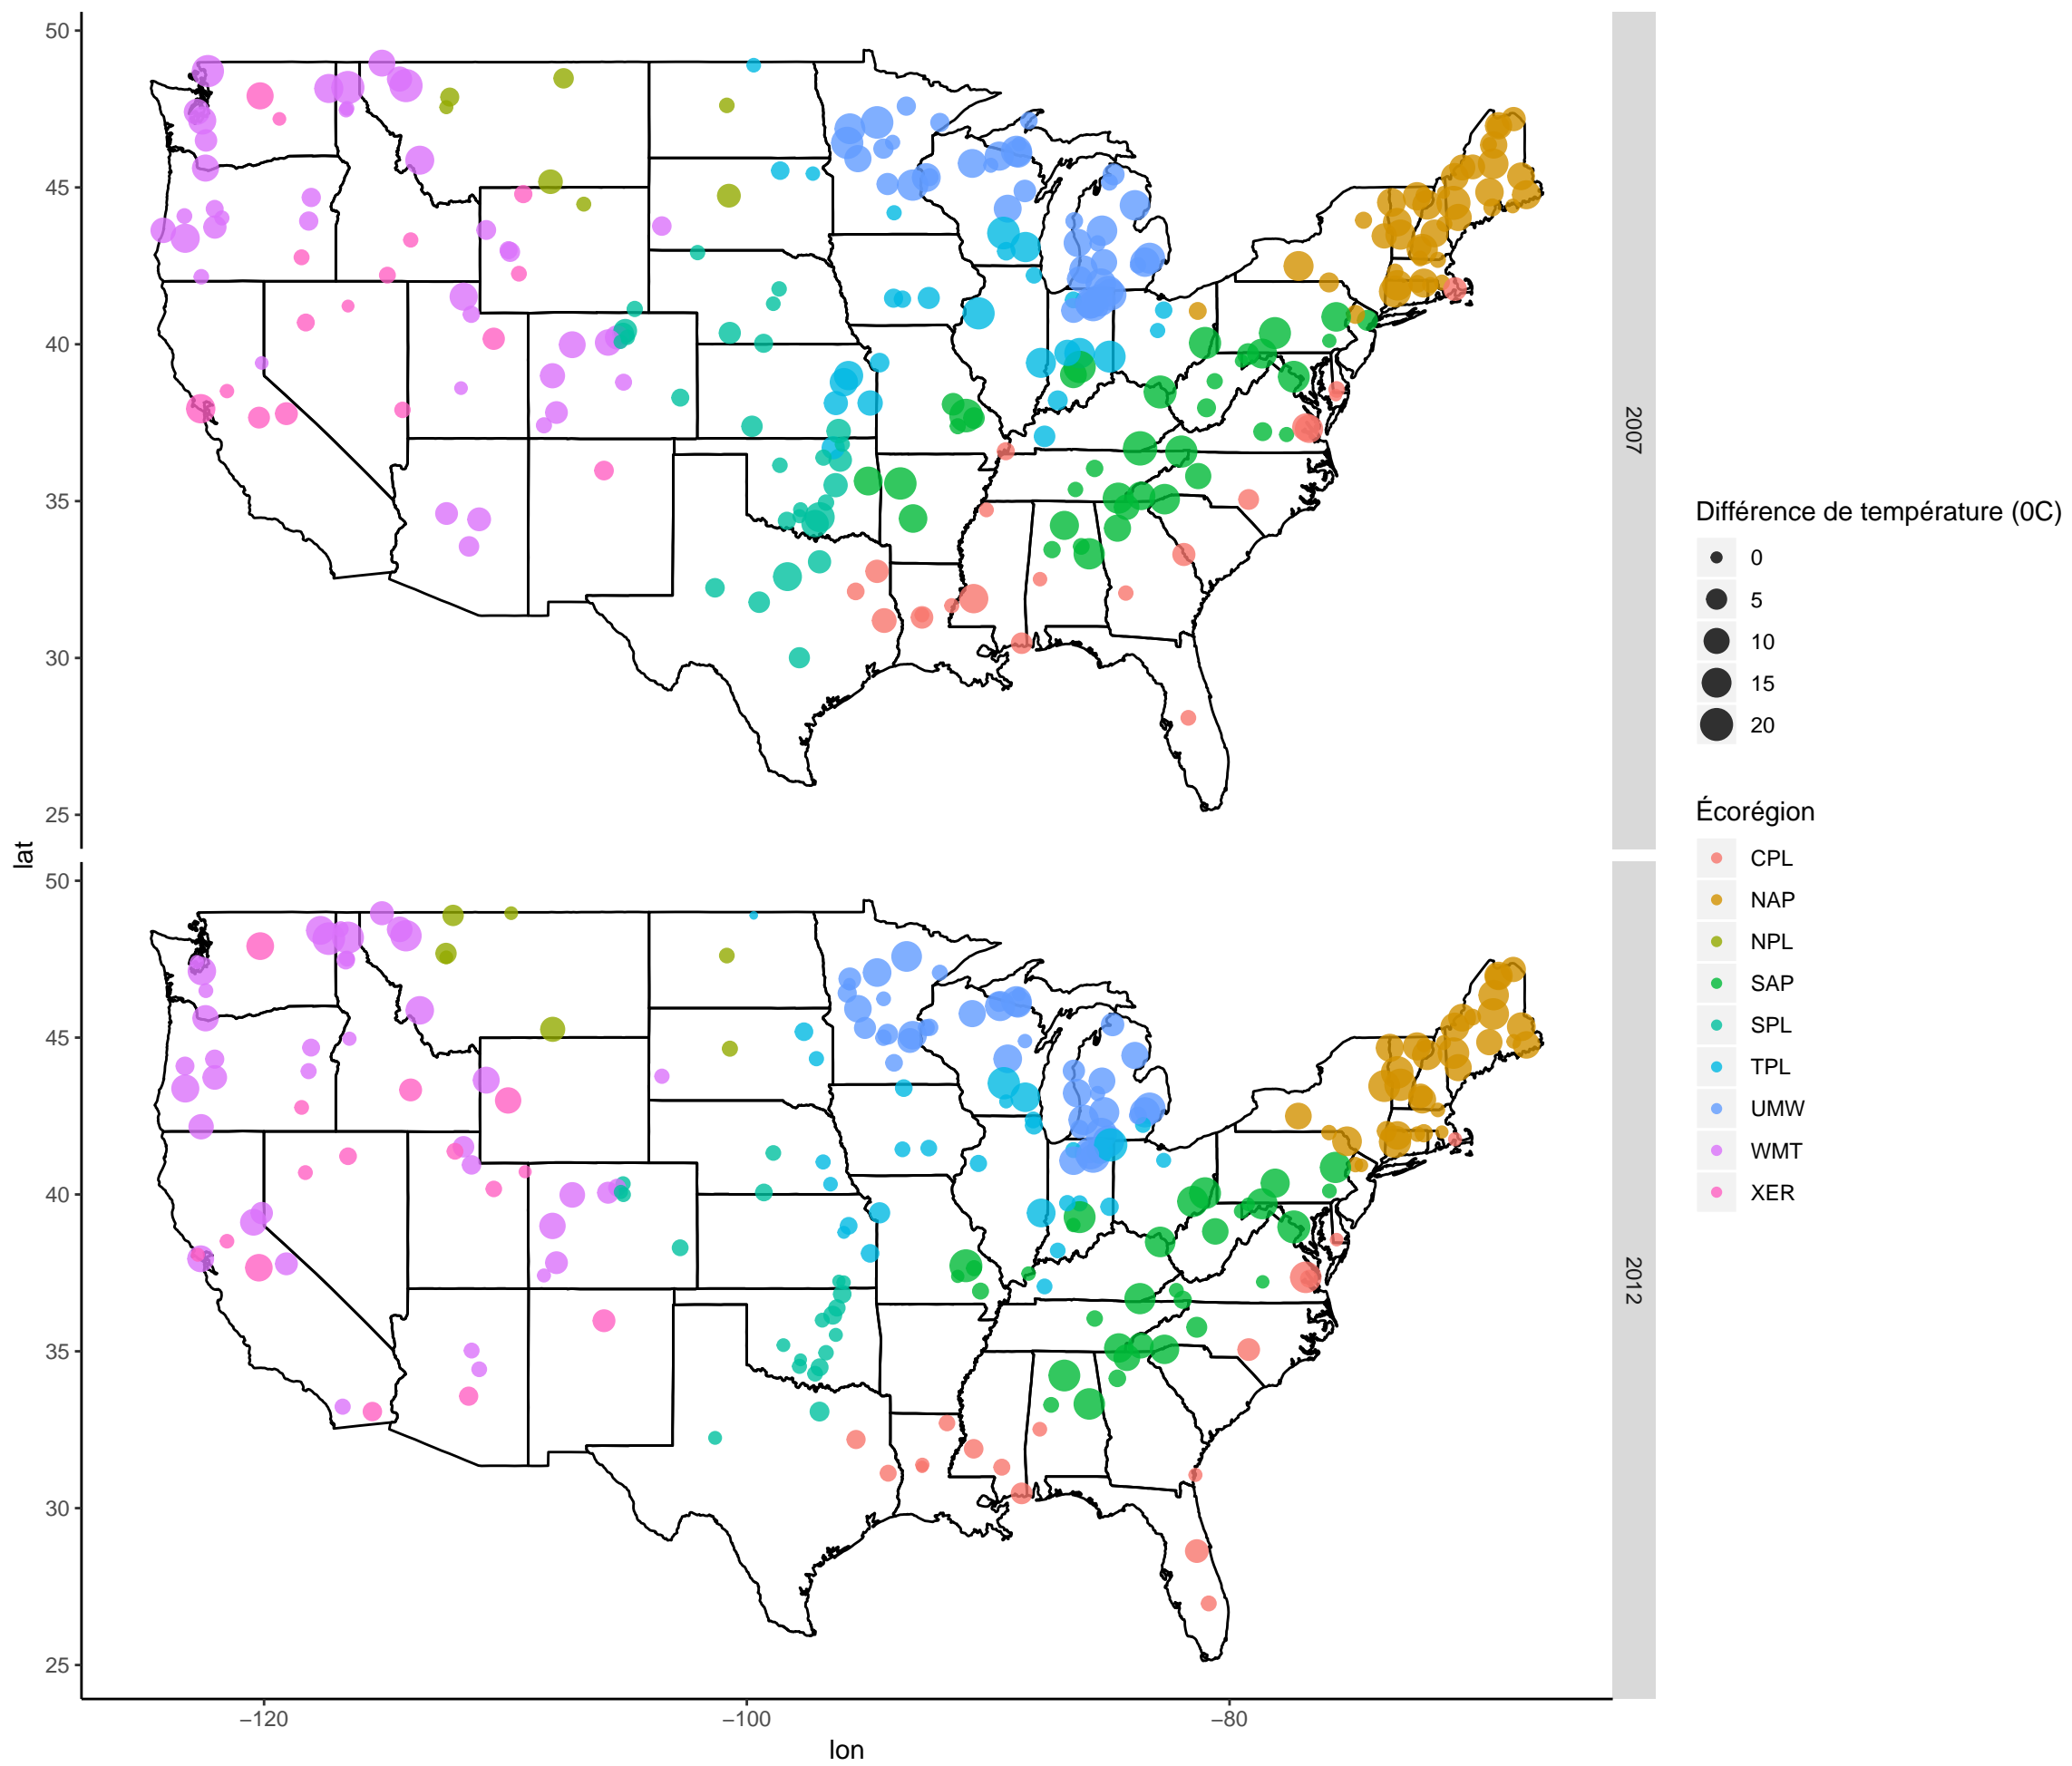 50
45
40
35
30
25
2007
50
45
40
35
30
25
2012
lat
−120
−100
−80
lon
Différence de température (0C)
0
5
10
15
20
Écorégion
CPL
NAP
NPL
SAP
SPL
TPL
UMW
WMT
XER